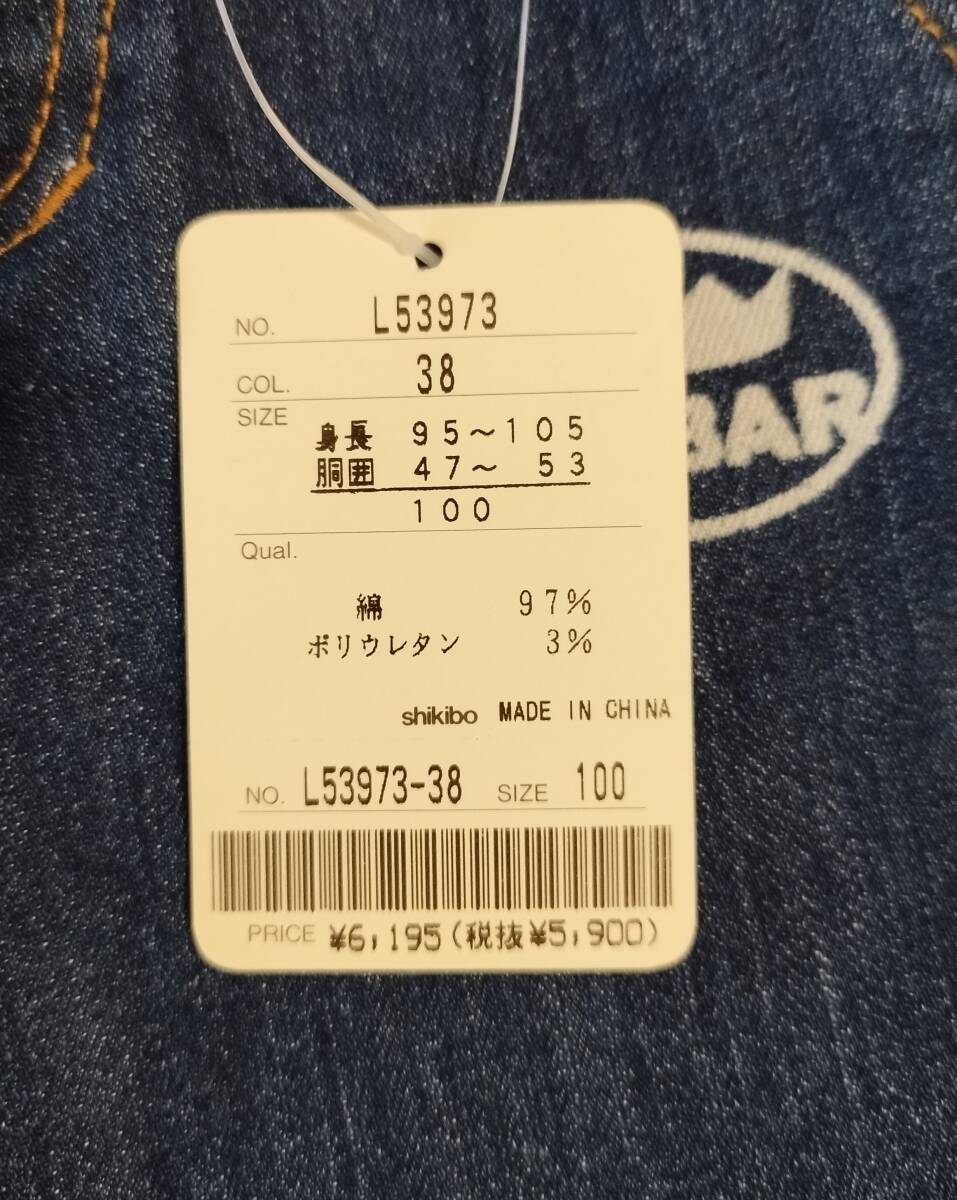 NO. L53973
COL. 38
SIZE
身長 95～105
胴囲 47～ 53
100
Qual.
綿 97%
ポリウレタン 3%
shikibo MADE IN CHINA
NO. L53973-38 SIZE 100
PRICE ¥6,195(税抜¥5,900)
BAR